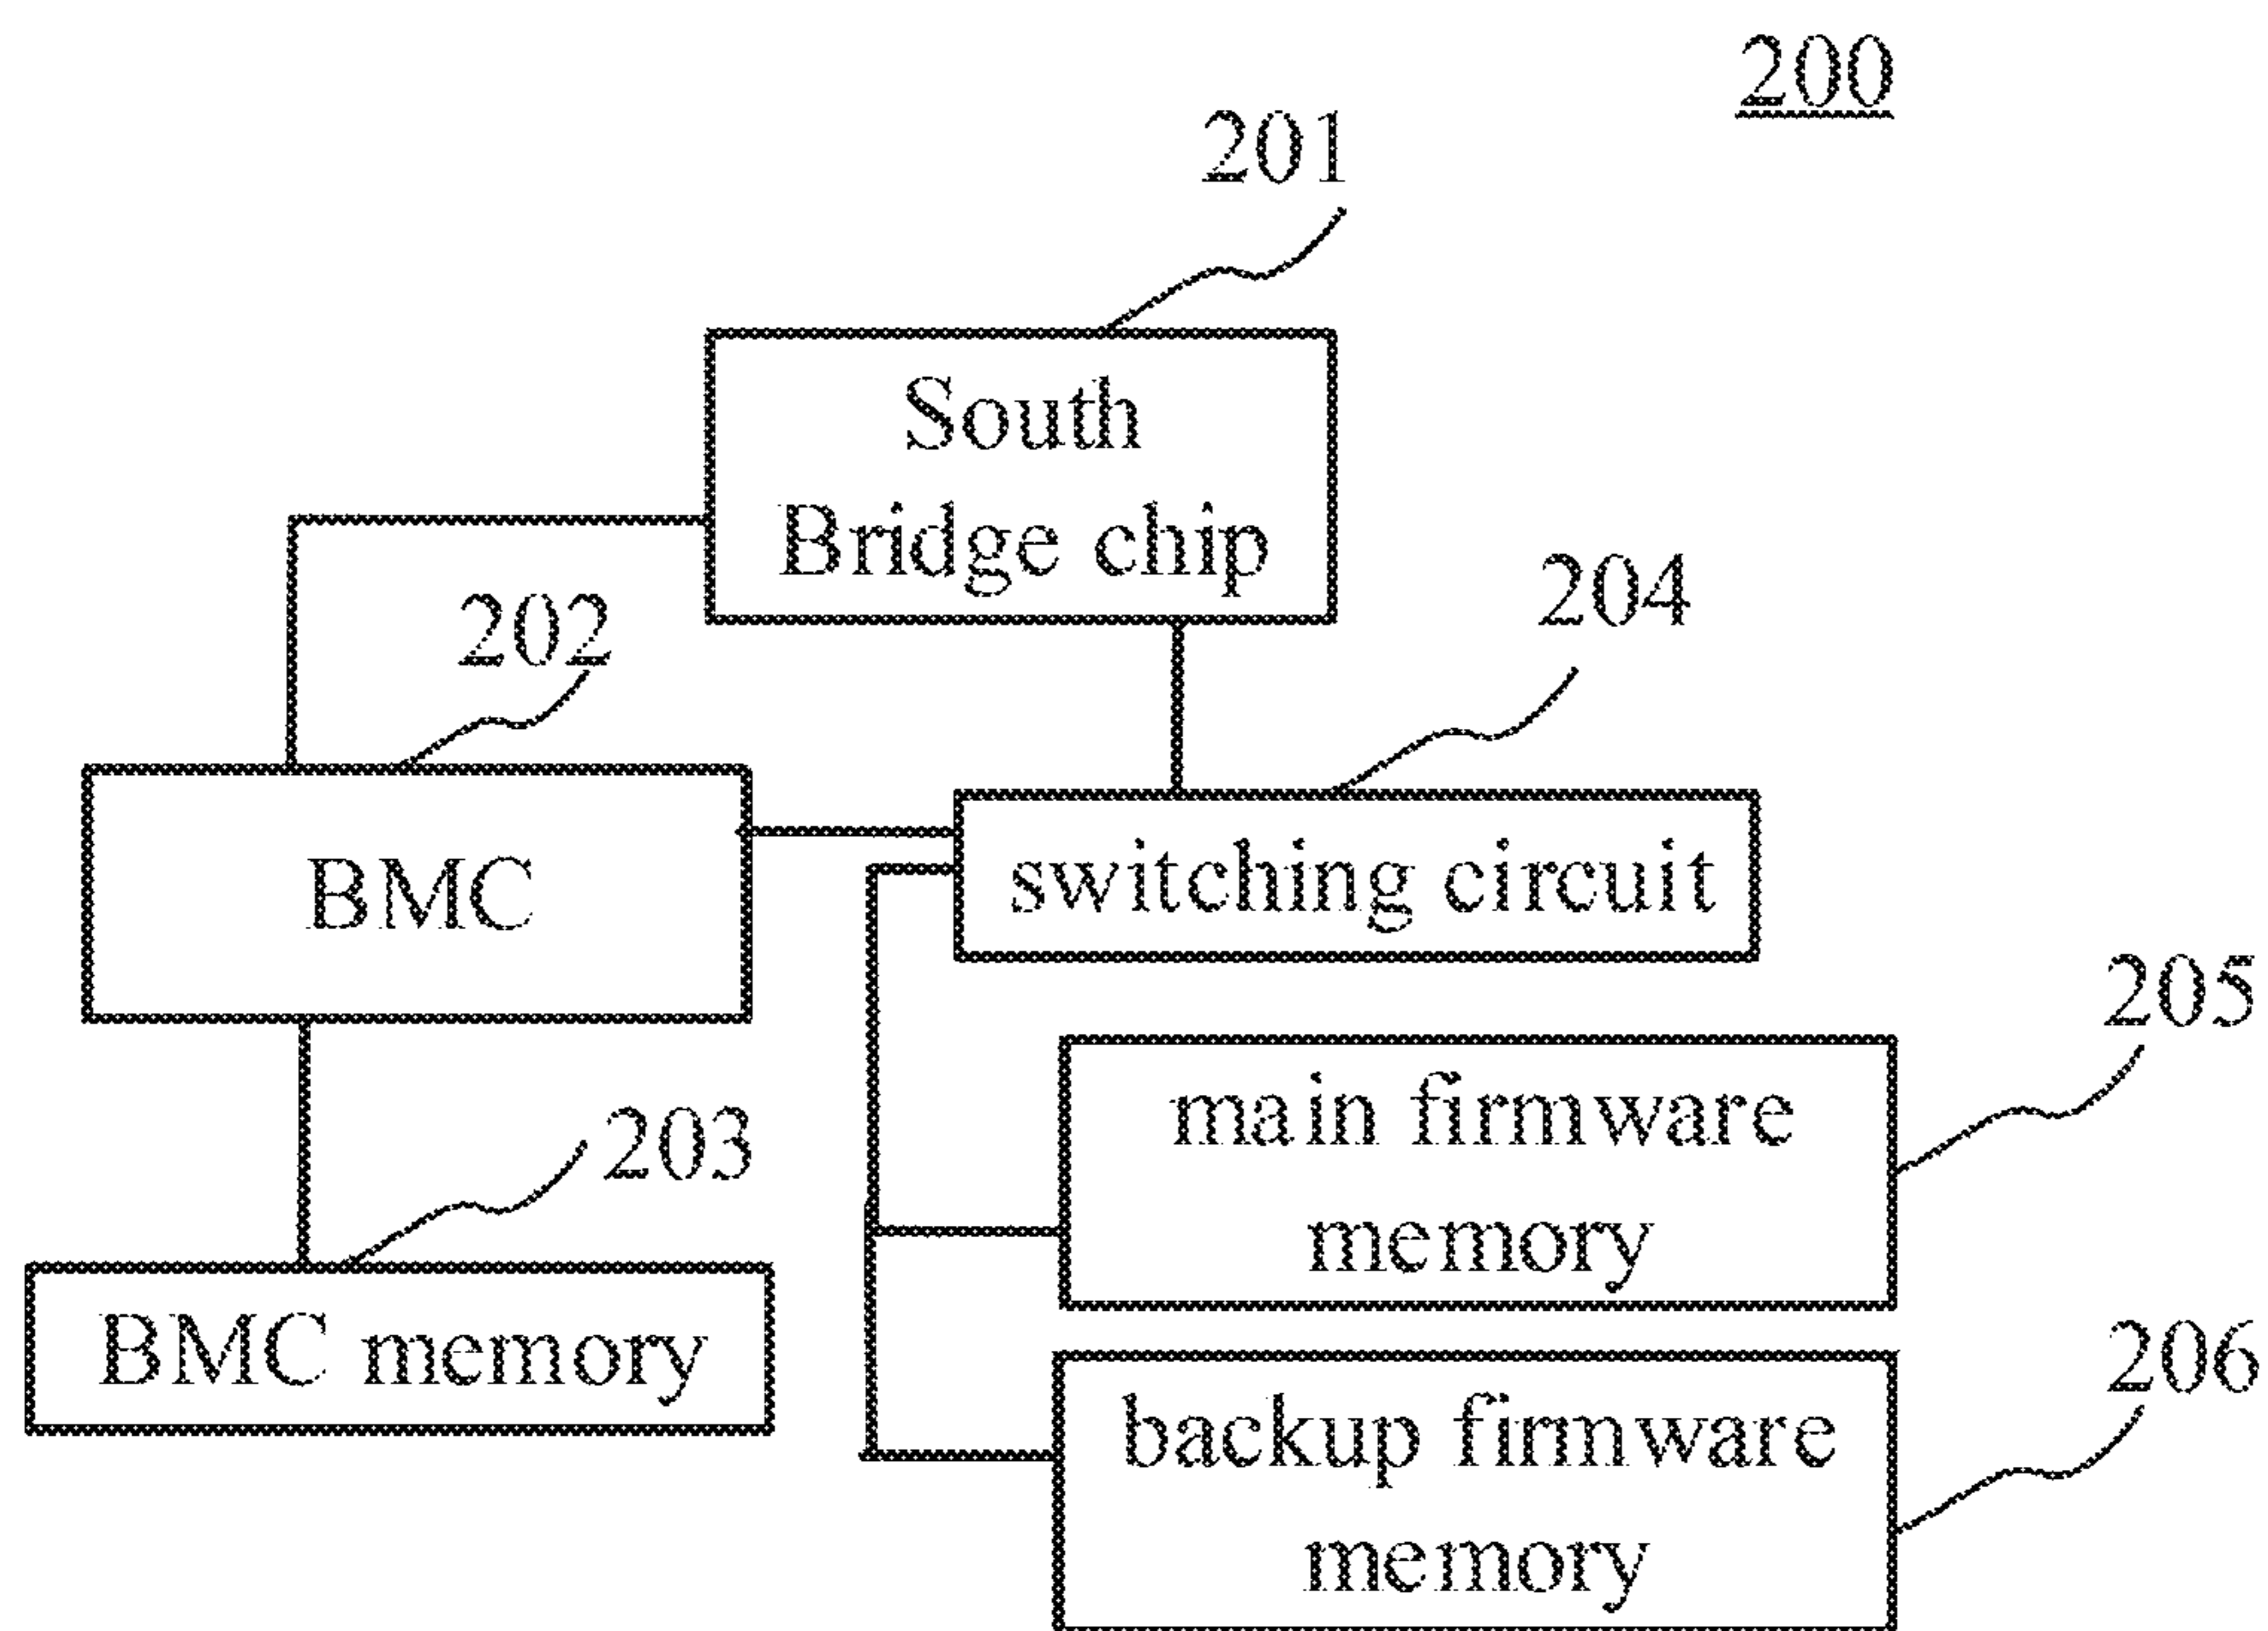 200
201
South
Bridge chip
204
202
BMC
switching circuit
205
main firmware
memory
203
BMC memory
206
backup firmware
memory